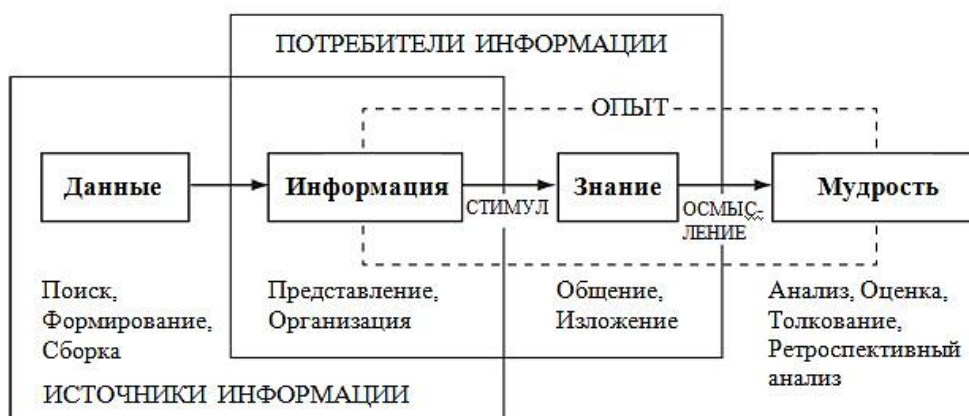 ПОТРЕБИТЕЛИ ИНФОРМАЦИИ
ОПЫТ
Данные
Информация
СТИМУЛ
Знание
ОСМЫС-
ЛЕНИЕ
Мудрость
Поиск,
Формирование,
Сборка
Представление,
Организация
Общение,
Изложение
Анализ, Оценка,
Толкование,
Ретроспективный
анализ
ИСТОЧНИКИ ИНФОРМАЦИИ